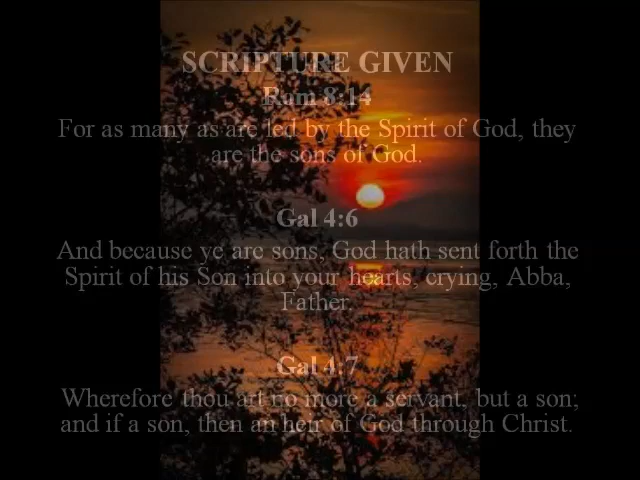 SCRIPTURE GIVEN
Rom 8:14
For as many as are led by the Spirit of God, they
are the sons of God.
Gal 4:6
And because ye are sons, God hath sent forth the
Spirit of his Son into your hearts, crying, Abba,
Father.
Gal 4:7
Wherefore thou art no more a servant, but a son;
and if a son, then an heir of God through Christ.